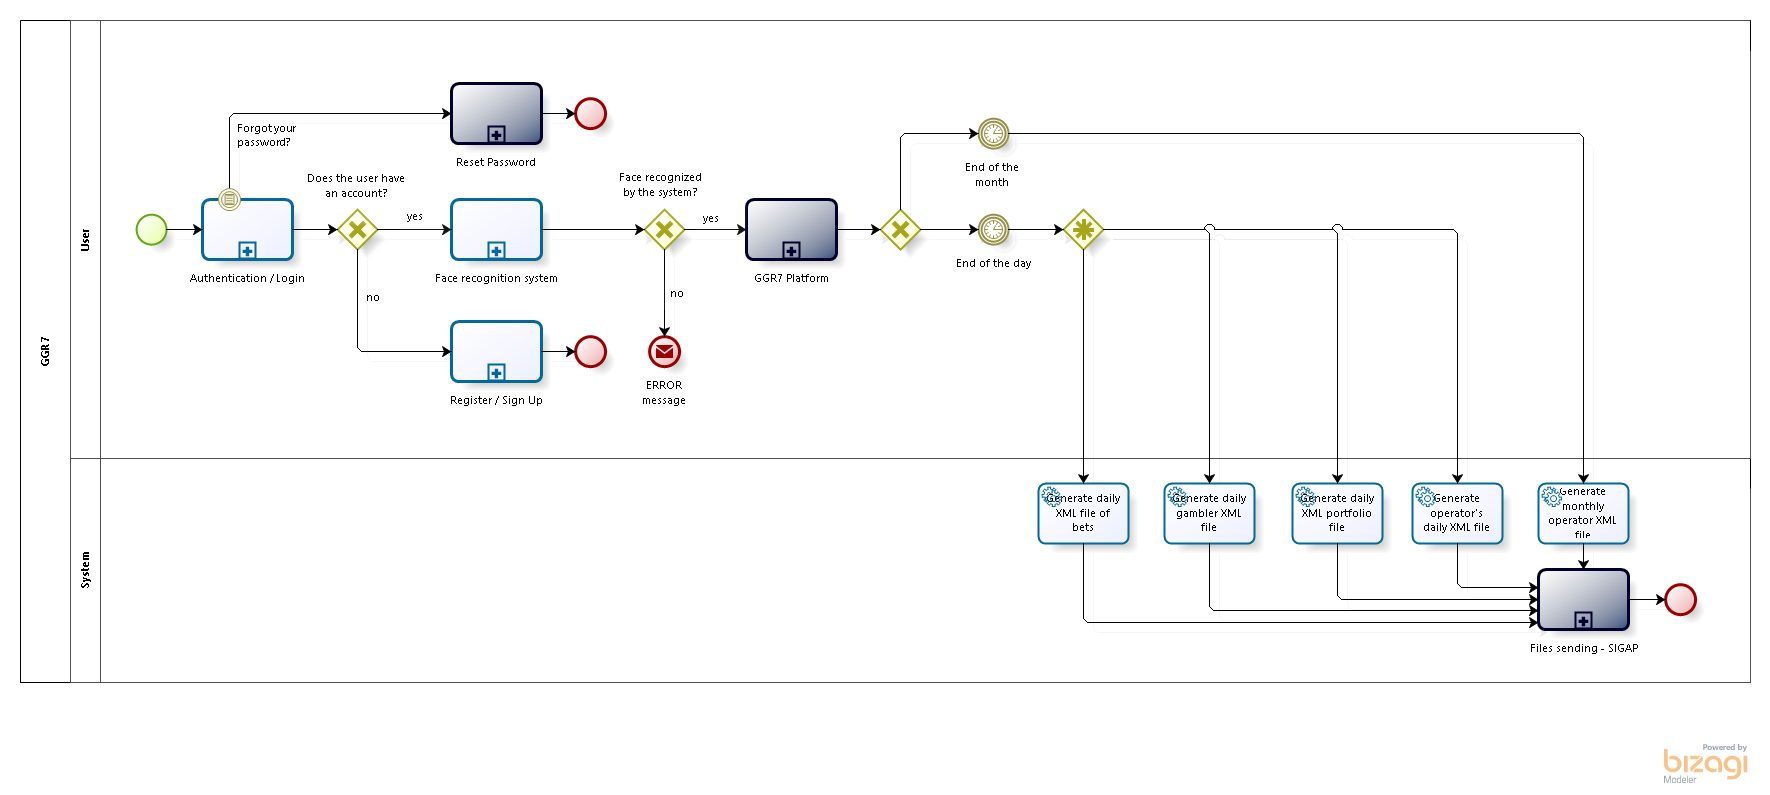 GGR7
User
System
Forgot your
password?
Reset Password
Does the user have
an account?
yes
no
Authentication / Login
Face recognition system
Register / Sign Up
Face recognized
by the system?
yes
no
ERROR
message
GGR7 Platform
End of the
month
End of the day
Generate daily
XML file of
bets
Generate daily
gambler XML
file
Generate daily
XML portfolio
file
Generate
operator's
daily XML file
Generate
monthly
operator XML
file
Files sending - SIGAP
Powered by
bizagi
Modeler